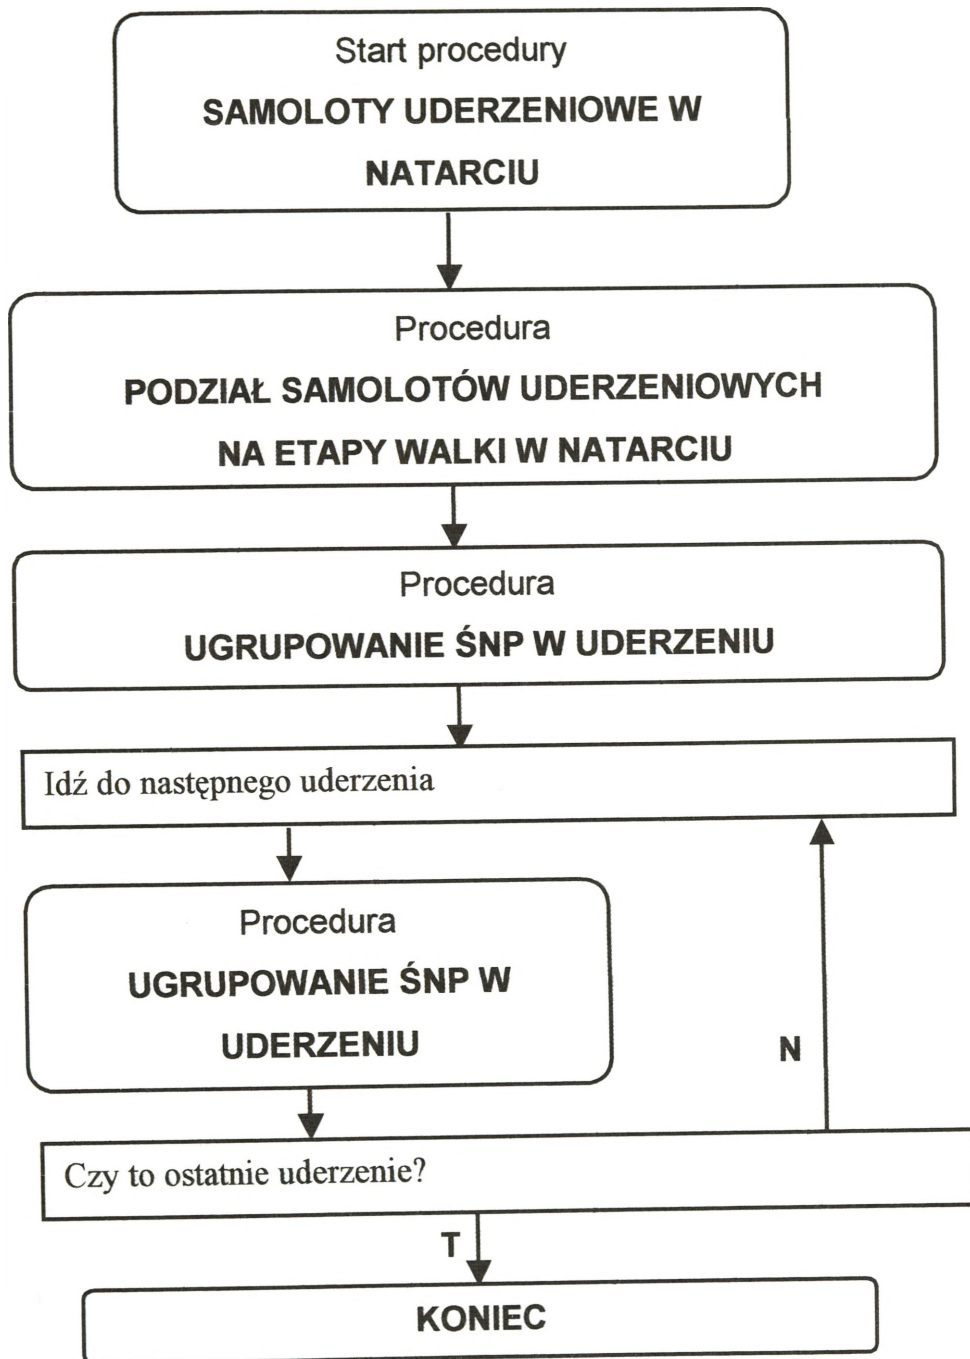 Start procedury
SAMOLOTY UDERZENIOWE W
NATARCIU
Procedura
PODZIAŁ SAMOLOTÓW UDERZENIOWYCH
NA ETAPY WALKI W NATARCIU
Procedura
UGRUPOWANIE ŚNP W UDERZENIU
Idź do następnego uderzenia
Procedura
UGRUPOWANIE ŚNP W
UDERZENIU
N
Czy to ostatnie uderzenie?
T
KONIEC